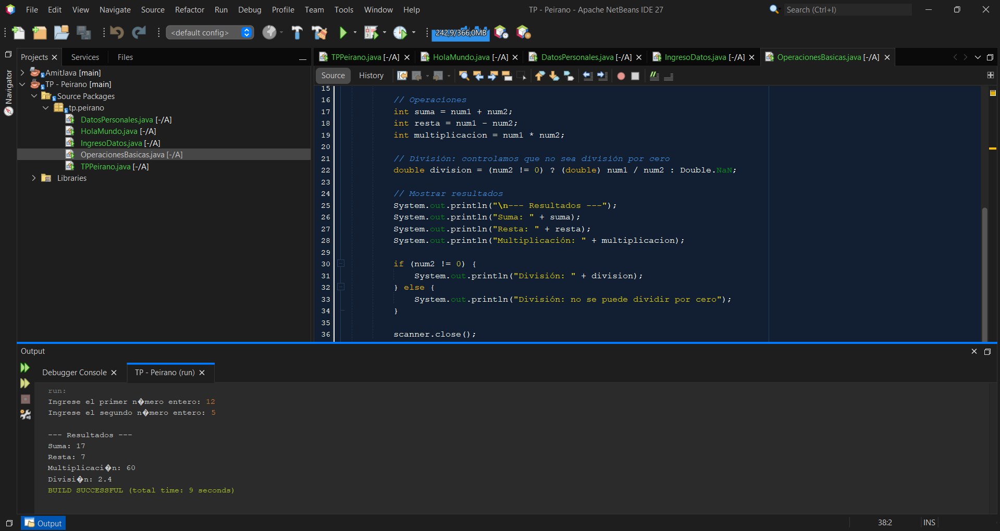 File Edit View Navigate Source Refactor Run Debug Profile Team Tools Window Help
TP - Peirano - Apache NetBeans IDE 27
Search (Ctrl+I)
<default config>
242,9/366,0MB
Navigator
Projects Services Files
AmitJava [main]
TP - Peirano [main]
Source Packages
tp.peirano
DatosPersonales.java [-/A]
HolaMundo.java [-/A]
IngresoDatos.java [-/A]
OperacionesBasicas.java [-/A]
TPPeirano.java [-/A]
Libraries
TPPeirano.java [-/A] HolaMundo.java [-/A] DatosPersonales.java [-/A] IngresoDatos.java [-/A] OperacionesBasicas.java [-/A]
Source History
15
16 // Operaciones
17 int suma = num1 + num2;
18 int resta = num1 - num2;
19 int multiplicacion = num1 * num2;
20
21 // División: controlamos que no sea división por cero
22 double division = (num2 != 0) ? (double) num1 / num2 : Double.NaN;
23
24 // Mostrar resultados
25 System.out.println("\n--- Resultados ---");
26 System.out.println("Suma: " + suma);
27 System.out.println("Resta: " + resta);
28 System.out.println("Multiplicación: " + multiplicacion);
29
30 if (num2 != 0) {
31 System.out.println("División: " + division);
32 } else {
33 System.out.println("División: no se puede dividir por cero");
34 }
35
36 scanner.close();
Output
Debugger Console TP - Peirano (run)
run:
Ingrese el primer n�mero entero: 12
Ingrese el segundo n�mero entero: 5
--- Resultados ---
Suma: 17
Resta: 7
Multiplicaci�n: 60
Divisi�n: 2.4
BUILD SUCCESSFUL (total time: 9 seconds)
Output
38:2 INS